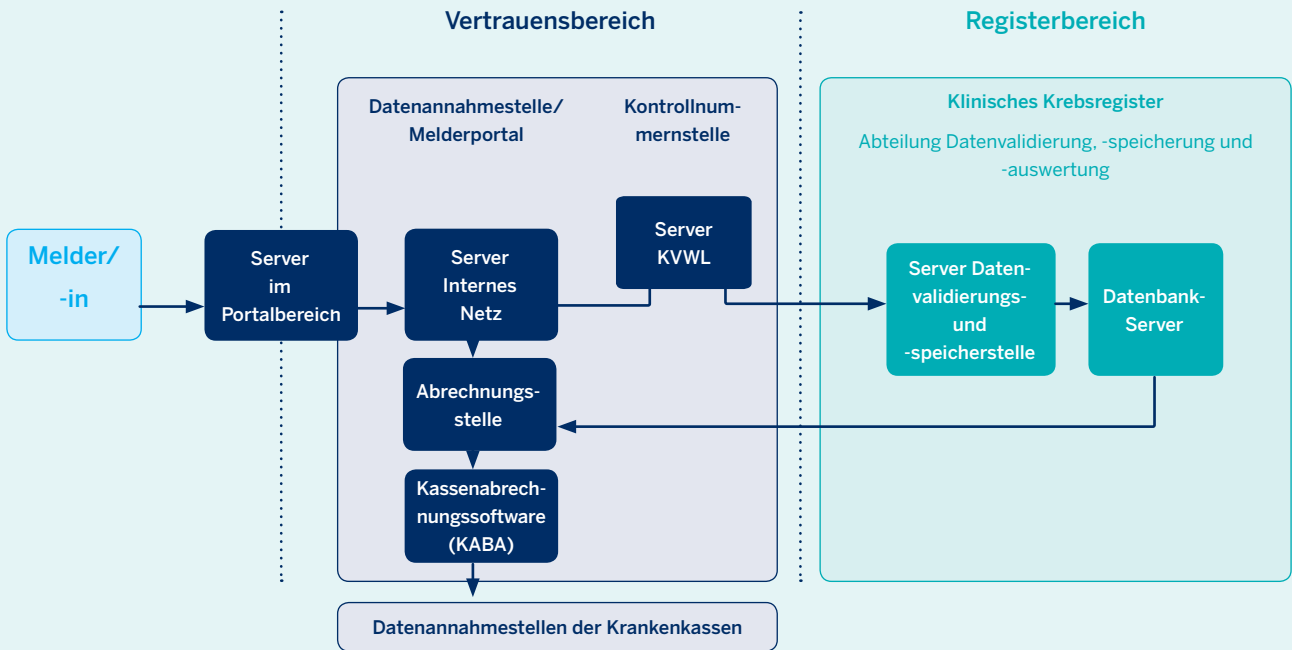 Vertrauensbereich
Registerbereich
Datenannahmestelle/
Melderportal
Kontrollnum-
mernstelle
Klinisches Krebsregister
Abteilung Datenvalidierung, -speicherung und
-auswertung
Melder/
-in
Server
im
Portalbereich
Server
Internes
Netz
Server
KVWL
Server Daten-
validierungs-
und
-speicherstelle
Datenbank-
Server
Abrechnungs-
stelle
Kassenabrech-
nungssoftware
(KABA)
Datenannahmestellen der Krankenkassen